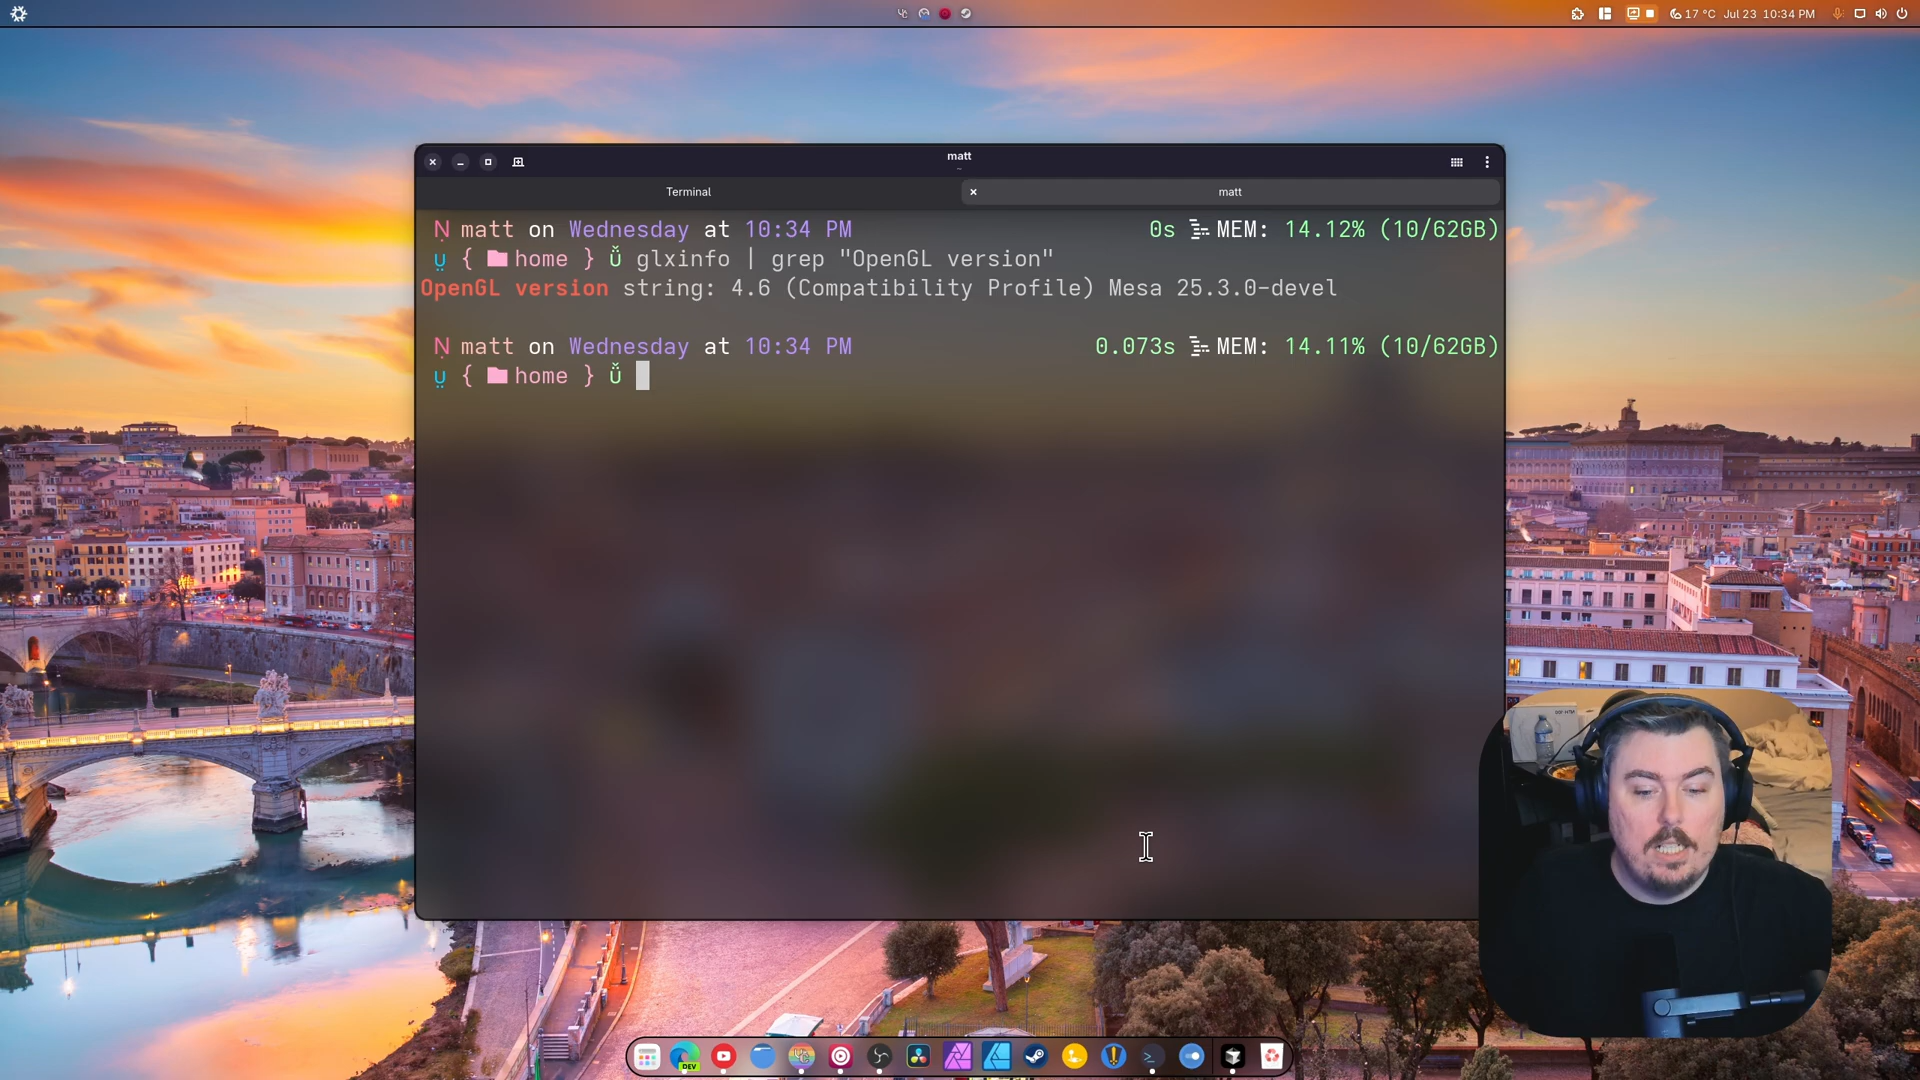 17 °C Jul 23 10:34 PM
matt
Terminal
matt
N matt on Wednesday at 10:34 PM 0s MEM: 14.12% (10/62GB)
{ home } glxinfo | grep "OpenGL version"
OpenGL version string: 4.6 (Compatibility Profile) Mesa 25.3.0-devel
N matt on Wednesday at 10:34 PM 0.073s MEM: 14.11% (10/62GB)
{ home }
DEV